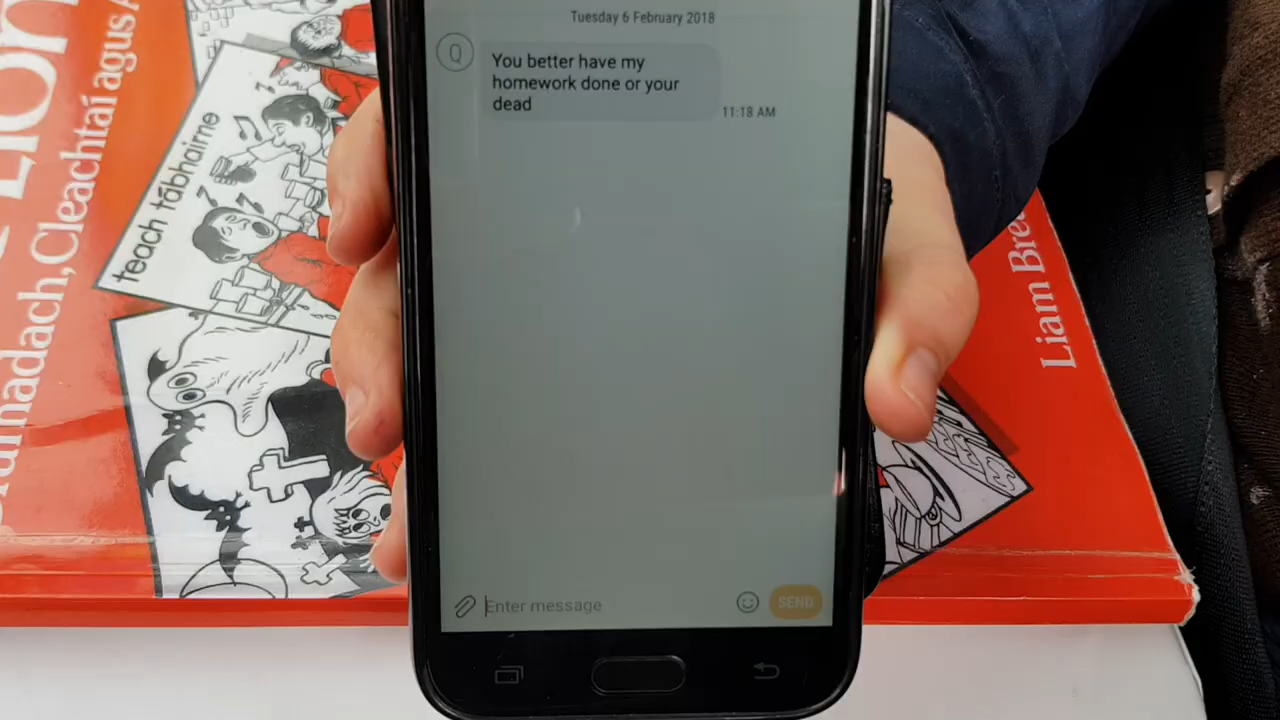 Tuesday 6 February 2018
Q
You better have my
homework done or your
dead
11:18 AM
Enter message
SEND
Cleachtaí agus
teach tábhairne
Liam